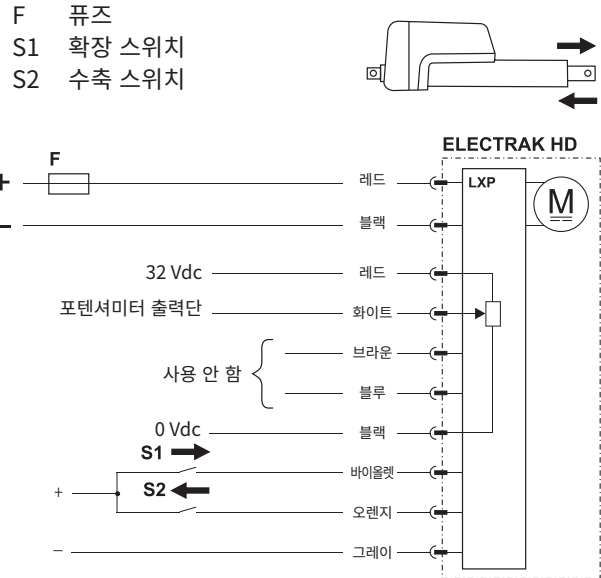 F 퓨즈
S1 확장 스위치
S2 수축 스위치
ELECTRAK HD
F
+ 레드 LXP
M
− 블랙
32 Vdc 레드
포텐셔미터 출력단 화이트
브라운
사용 안 함
블루
0 Vdc 블랙
S1
바이올렛
+ S2
오렌지
− 그레이